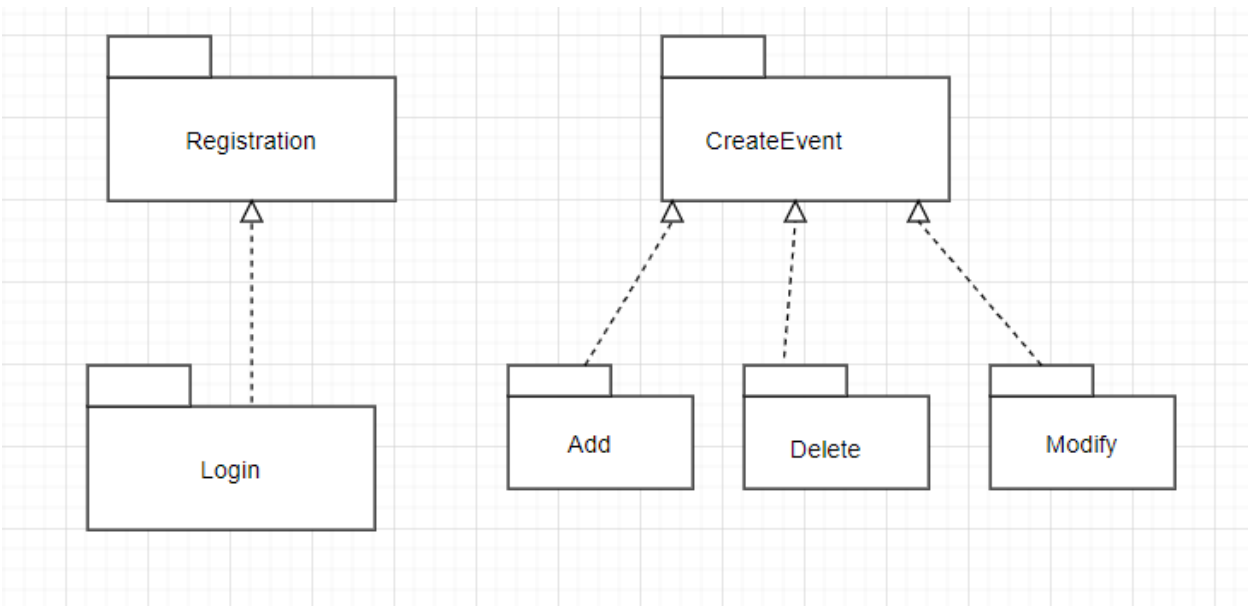 Registration
CreateEvent
Login
Add
Delete
Modify